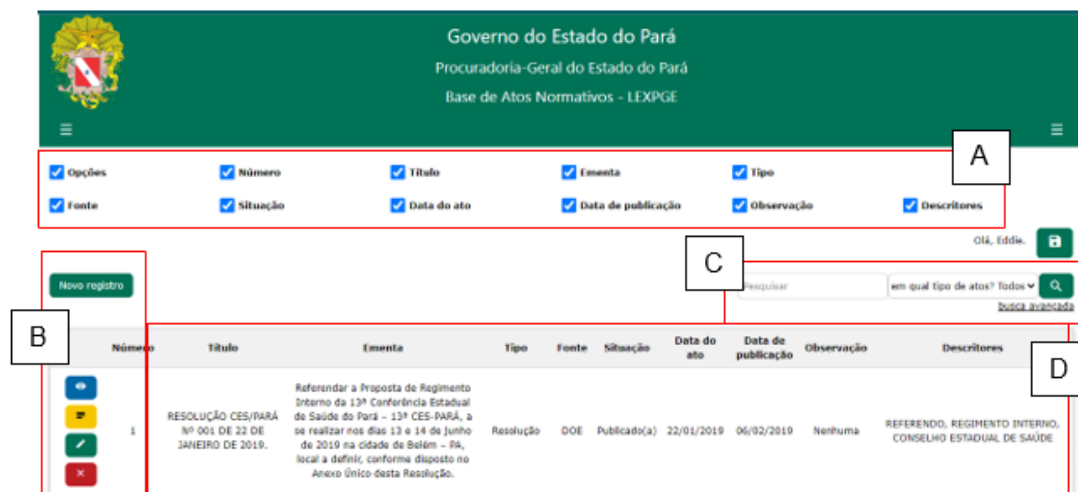 Governo do Estado do Pará
Procuradoria-Geral do Estado do Pará
Base de Atos Normativos - LEXPGE
A
Opções Número Título Ementa Tipo
Fonte Situação Data do ato Data de publicação Observação Descritores
Olá, Eddie.
C
Novo registro
Pesquisar em qual tipo de atos? Todos
busca avançada
B
Número Título Ementa Tipo Fonte Situação Data do ato Data de publicação Observação Descritores
D
1
RESOLUÇÃO CES/PARÁ
Nº 001 DE 22 DE
JANEIRO DE 2019.
Referendar a Proposta de Regimento
Interno da 13ª Conferência Estadual
de Saúde do Pará – 13ª CES-PARÁ, a
se realizar nos dias 13 e 14 de junho
de 2019 na cidade de Belém – PA,
local a definir, conforme disposto no
Anexo Único desta Resolução.
Resolução DOE Publicado(a) 22/01/2019 06/02/2019 Nenhuma
REFERENDO, REGIMENTO INTERNO,
CONSELHO ESTADUAL DE SAÚDE